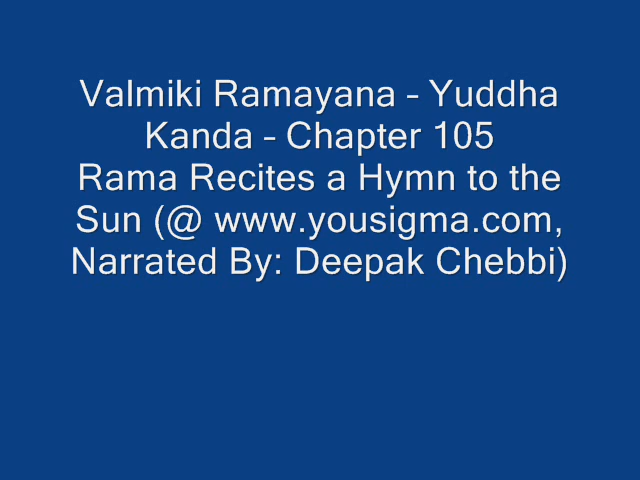 Valmiki Ramayana – Yuddha
Kanda – Chapter 105
Rama Recites a Hymn to the
Sun (@ www.yousigma.com,
Narrated By: Deepak Chebbi)